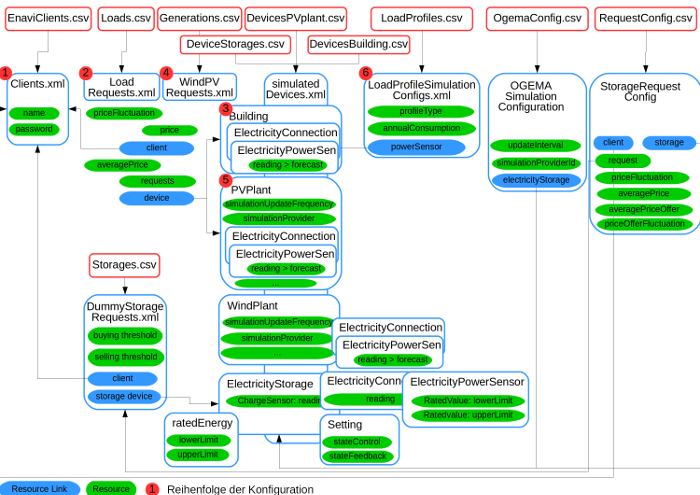 EnaviClients.csv
Loads.csv
Generations.csv
DevicesPVplant.csv
LoadProfiles.csv
OgemaConfig.csv
RequestConfig.csv
DeviceStorages.csv
DevicesBuilding.csv
1
Clients.xml
name
password
2
Load
Requests.xml
priceFluctuation
price
client
averagePrice
requests
device
4
WindPV
Requests.xml
simulated
Devices.xml
3
Building
ElectricityConnection
ElectricityPowerSen
reading > forecast
5
PVPlant
simulationUpdateFrequency
simulationProvider
ElectricityConnection
ElectricityPowerSen
reading > forecast
...
WindPlant
simulationUpdateFrequency
simulationProvider
...
ElectricityConnection
ElectricityPowerSen
reading > forecast
ElectricityStorage
ChargeSensor: readin
ElectricityConne
reading
ElectricityPowerSensor
RatedValue: lowerLimit
Ratedvalue: upperLimit
ratedEnergy
lowerLimit
upperLimit
Setting
stateControl
stateFeedback
6
LoadProfileSimulation
Configs.xml
profileType
annualConsumption
powerSensor
OGEMA
Simulation
Configuration
updateInterval
simulationProviderId
electricityStorage
StorageRequest
Config
client
storage
request
priceFluctuation
averagePrice
averagePriceOffer
priceOfferFluctuation
Storages.csv
DummyStorage
Requests.xml
buying threshold
selling threshold
client
storage device
Resource Link
Resource
1
Reihenfolge der Konfiguration